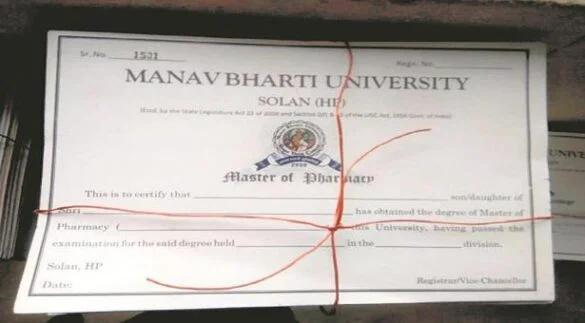 Sr. No. 1501
Regn. No.
MANAV BHARTI UNIVERSITY
SOLAN (HP)
Master of Pharmacy
This is to certify that son/daughter of
Shri has obtained the degree of Master of
Pharmacy ( this University, having passed the
examination for the said degree held in the division.
Solan, HP
Date: Registrar/Vice-Chancellor
UNIVE